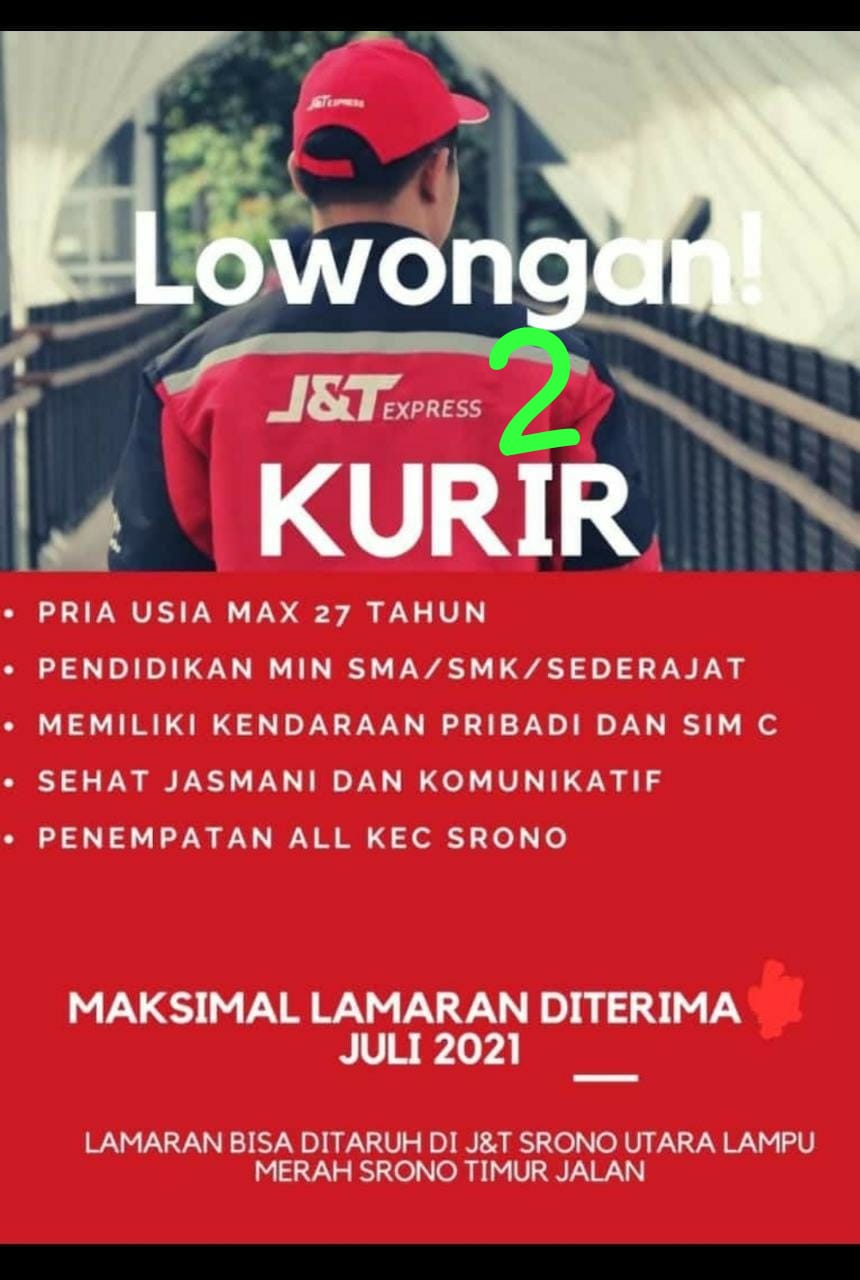 J&T EXPRESS
Lowongan!
2
J&T EXPRESS
KURIR
• PRIA USIA MAX 27 TAHUN
• PENDIDIKAN MIN SMA/SMK/SEDERAJAT
• MEMILIKI KENDARAAN PRIBADI DAN SIM C
• SEHAT JASMANI DAN KOMUNIKATIF
• PENEMPATAN ALL KEC SRONO
MAKSIMAL LAMARAN DITERIMA
JULI 2021
LAMARAN BISA DITARUH DI J&T SRONO UTARA LAMPU
MERAH SRONO TIMUR JALAN